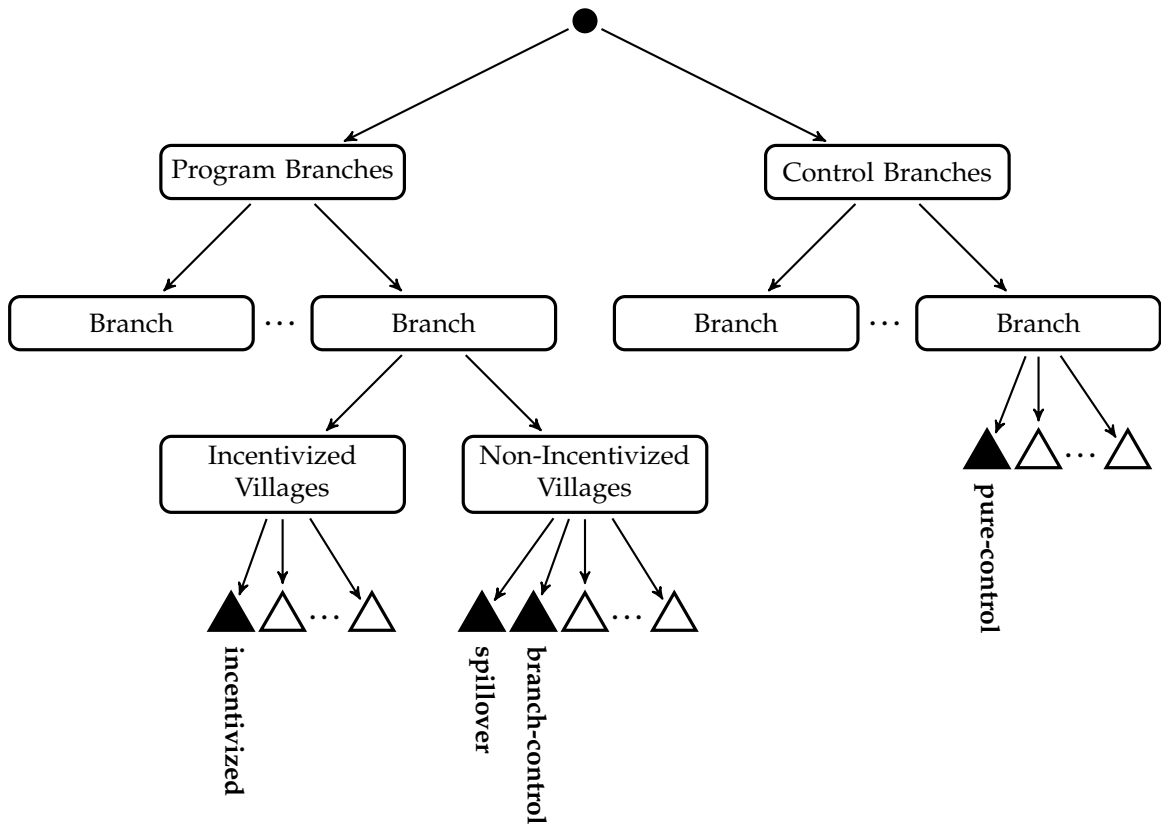 Program Branches
Control Branches
Branch
...
Branch
Branch
...
Branch
Incentivized
Villages
Non-Incentivized
Villages
...
pure-control
...
...
incentivized
spillover
branch-control